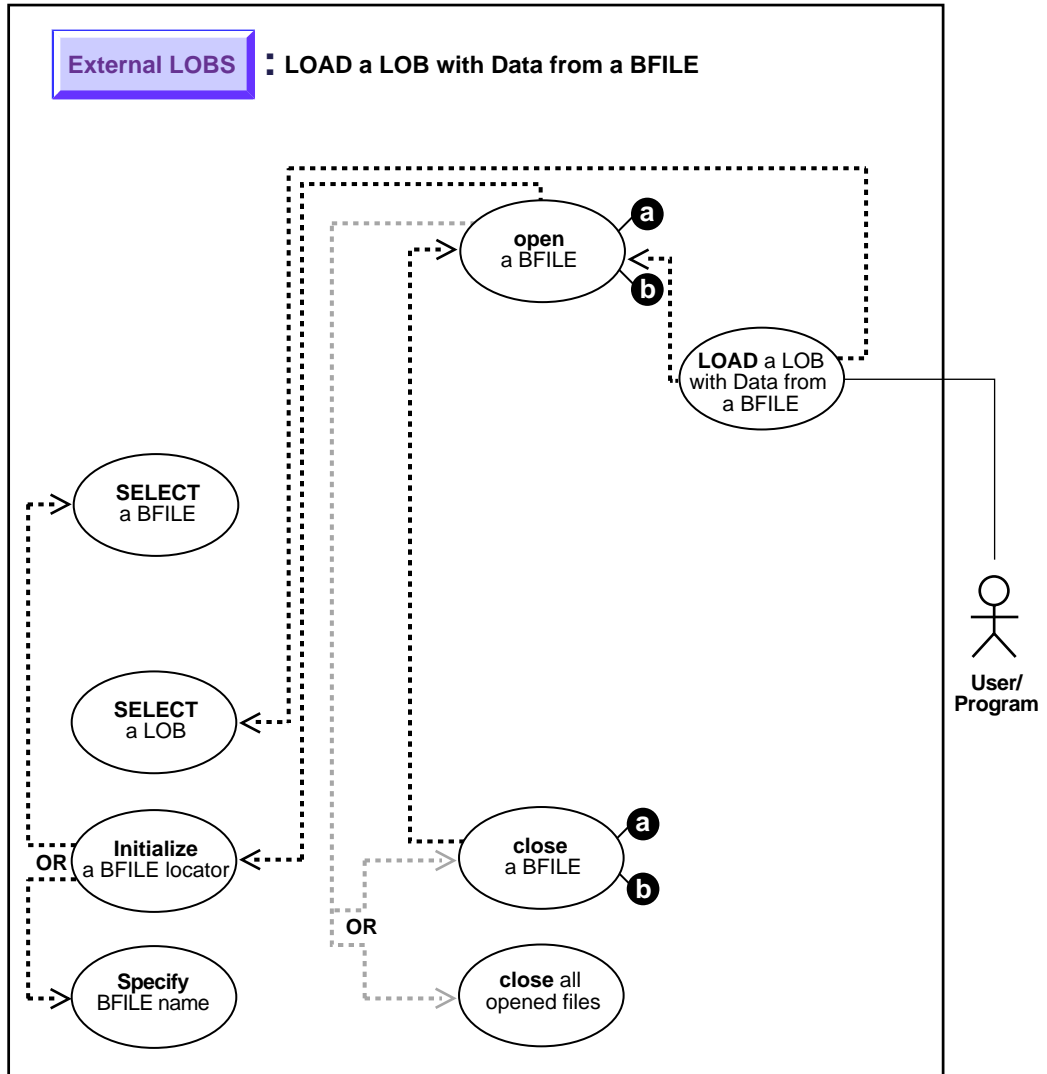 External LOBS : LOAD a LOB with Data from a BFILE
a
open
a BFILE
b
LOAD a LOB
with Data from
a BFILE
SELECT
a BFILE
User/
Program
SELECT
a LOB
a
Initialize
a BFILE locator
OR
close
a BFILE
b
OR
Specify
BFILE name
close all
opened files